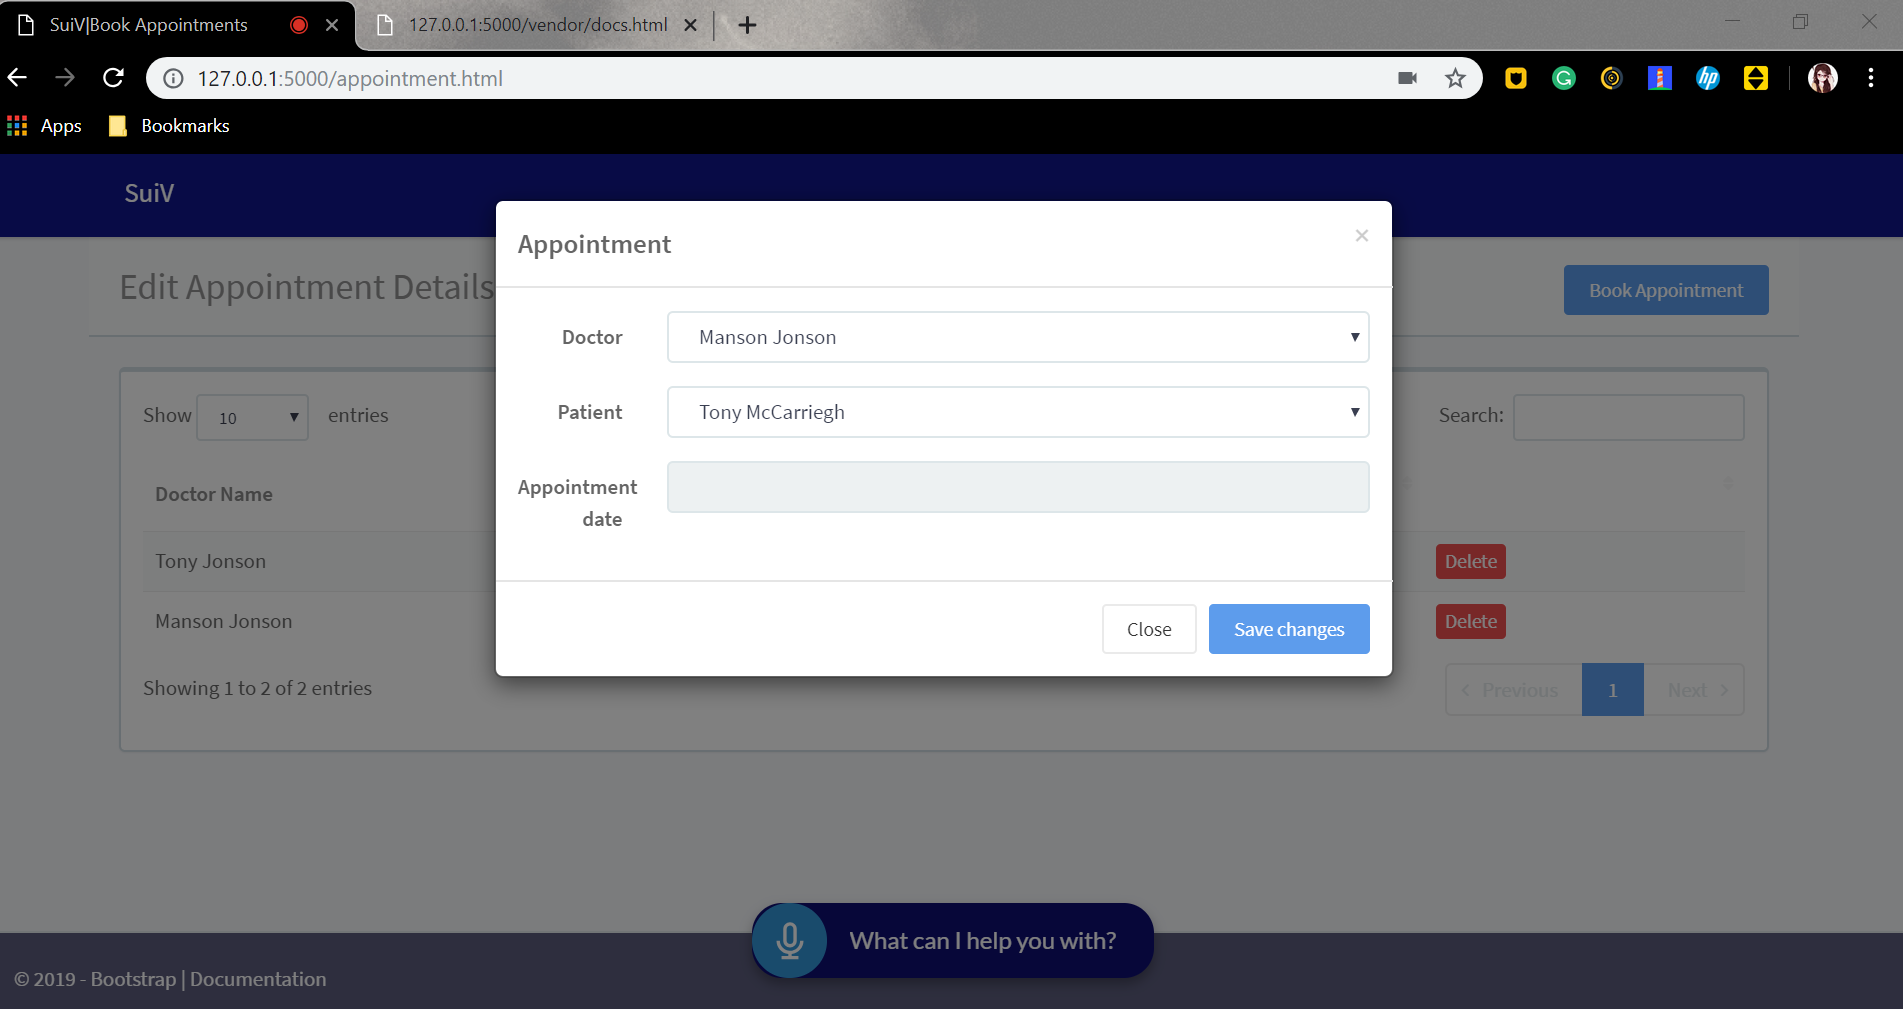 SuiV|Book Appointments
127.0.0.1:5000/vendor/docs.html
127.0.0.1:5000/appointment.html
hp
Apps
Bookmarks
SuiV
Appointment
×
Edit Appointment Details
Book Appointment
Doctor
Manson Jonson
Patient
Tony McCarriegh
Appointment
date
Show 10 entries
Search:
Doctor Name
Tony Jonson
Delete
Manson Jonson
Delete
Close
Save changes
Showing 1 to 2 of 2 entries
Previous 1 Next
What can I help you with?
© 2019 - Bootstrap | Documentation